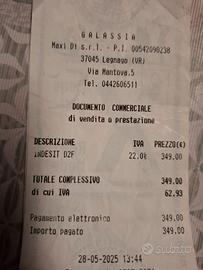 GALASSIA
Maxi Di s.r.l. - P.I. 00542090238
37045 Legnago (VR)
Via Mantova,5
Tel. 0442606511
DOCUMENTO COMMERCIALE
di vendita o prestazione
DESCRIZIONE IVA PREZZO(€)
INDESIT D2F 22.0% 349.00
TOTALE COMPLESSIVO 349.00
di cui IVA 62.93
Pagamento elettronico 349.00
Importo pagato 349.00
28-05-2025 13:44
Subito